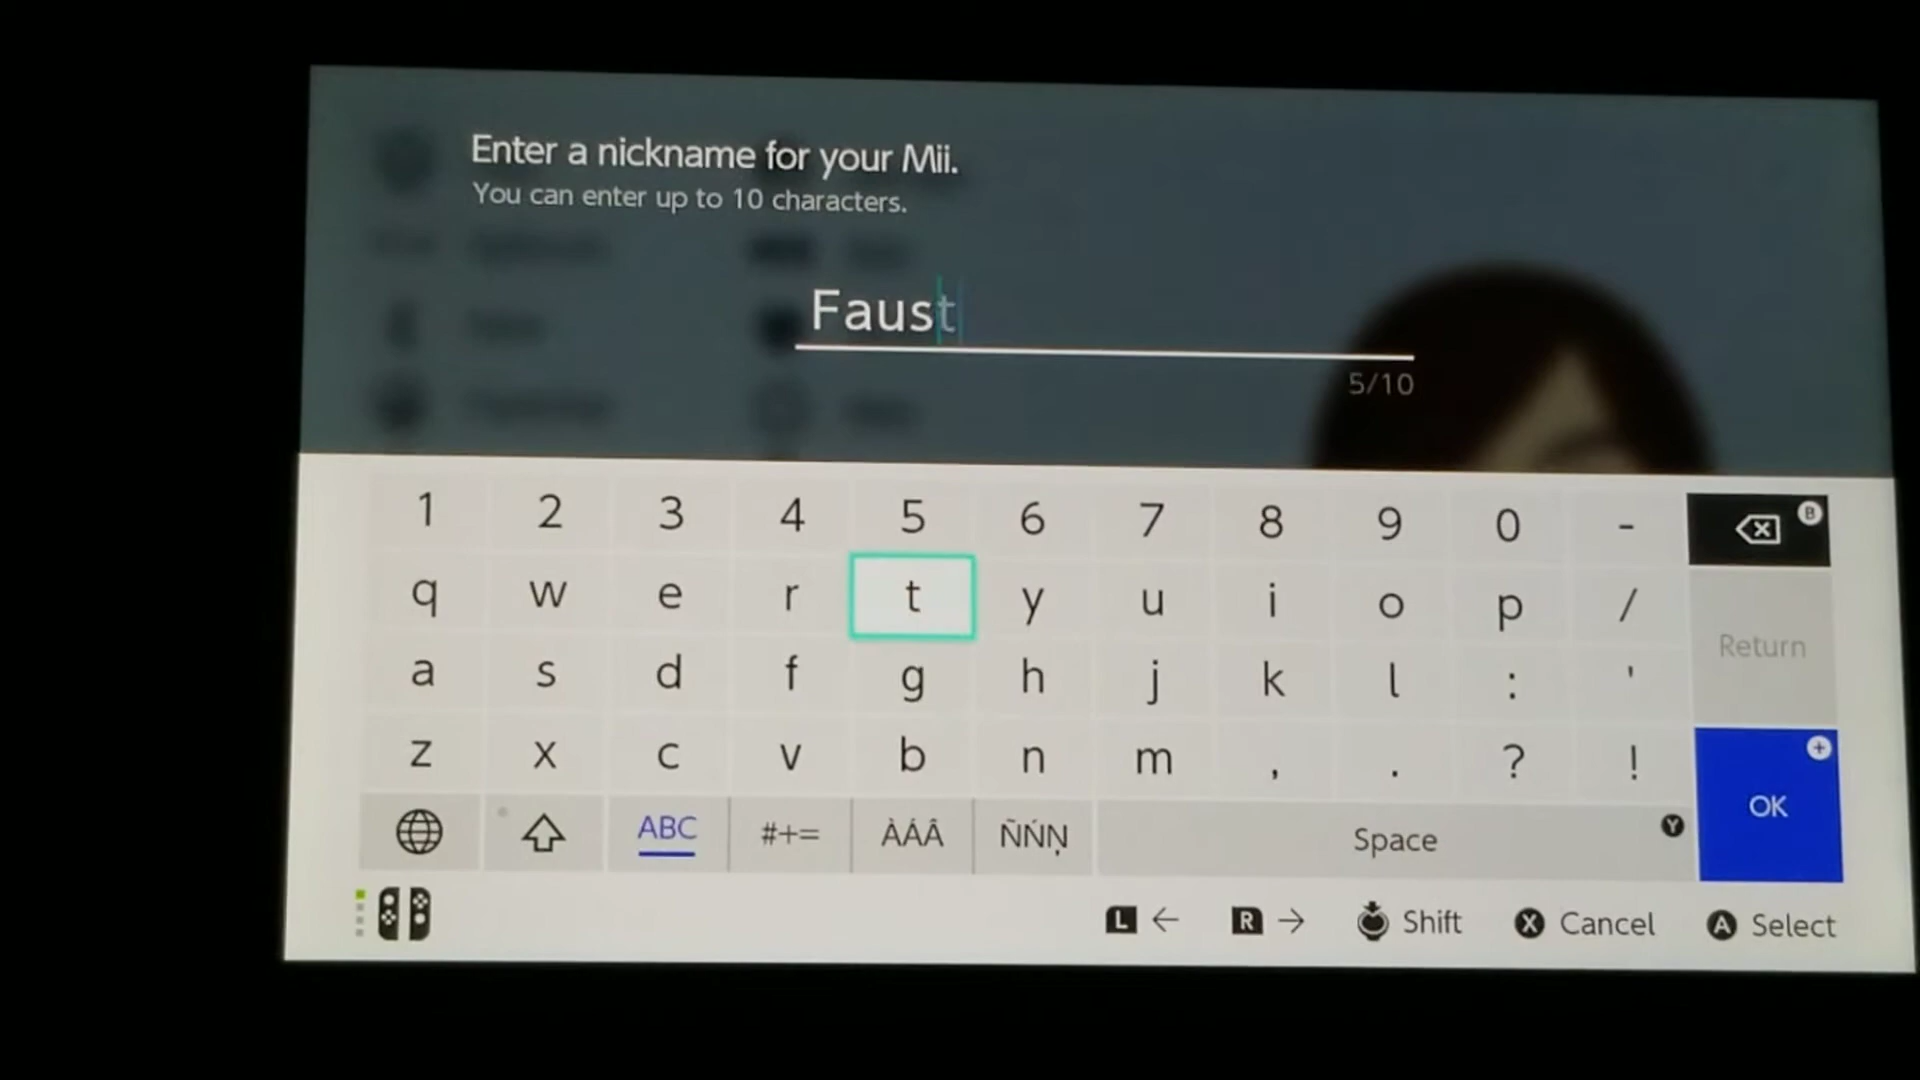 Enter a nickname for your Mii.
You can enter up to 10 characters.
Faust
5/10
1 2 3 4 5 6 7 8 9 0 - B
q w e r t y u i o p /
Return
a s d f g h j k l : '
z x c v b n m , . ? !
+
OK
ABC #+= ÀÁÂ ÑŃŅ Space Y
L ← R → Shift X Cancel A Select